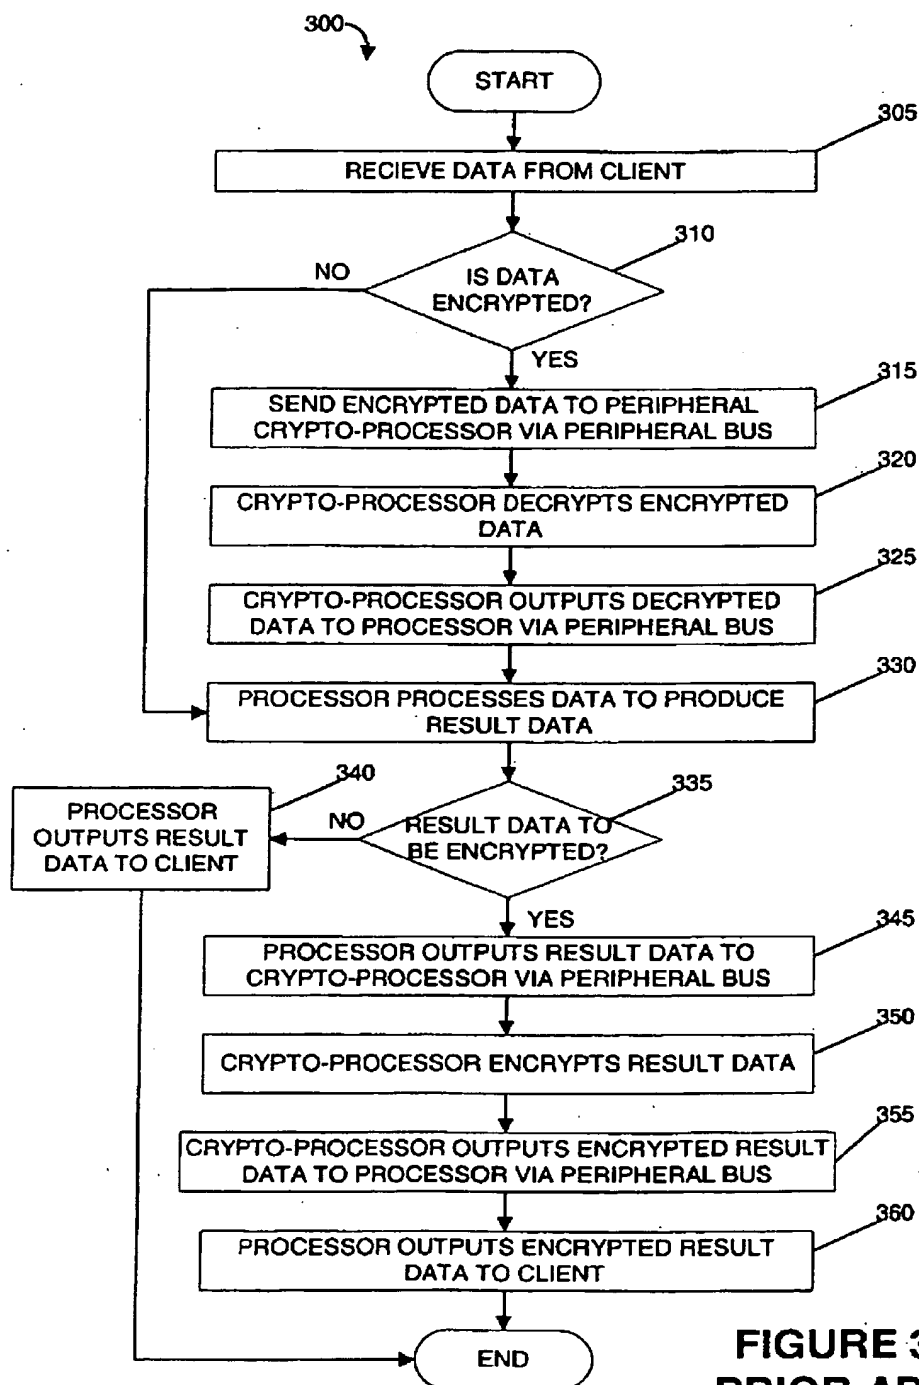 300
START
305
RECIEVE DATA FROM CLIENT
310
IS DATA
ENCRYPTED?
NO
YES
315
SEND ENCRYPTED DATA TO PERIPHERAL
CRYPTO-PROCESSOR VIA PERIPHERAL BUS
320
CRYPTO-PROCESSOR DECRYPTS ENCRYPTED
DATA
325
CRYPTO-PROCESSOR OUTPUTS DECRYPTED
DATA TO PROCESSOR VIA PERIPHERAL BUS
330
PROCESSOR PROCESSES DATA TO PRODUCE
RESULT DATA
335
RESULT DATA TO
BE ENCRYPTED?
NO
340
PROCESSOR
OUTPUTS RESULT
DATA TO CLIENT
YES
345
PROCESSOR OUTPUTS RESULT DATA TO
CRYPTO-PROCESSOR VIA PERIPHERAL BUS
350
CRYPTO-PROCESSOR ENCRYPTS RESULT DATA
355
CRYPTO-PROCESSOR OUTPUTS ENCRYPTED RESULT
DATA TO PROCESSOR VIA PERIPHERAL BUS
360
PROCESSOR OUTPUTS ENCRYPTED RESULT
DATA TO CLIENT
END
FIGURE 3
PRIOR